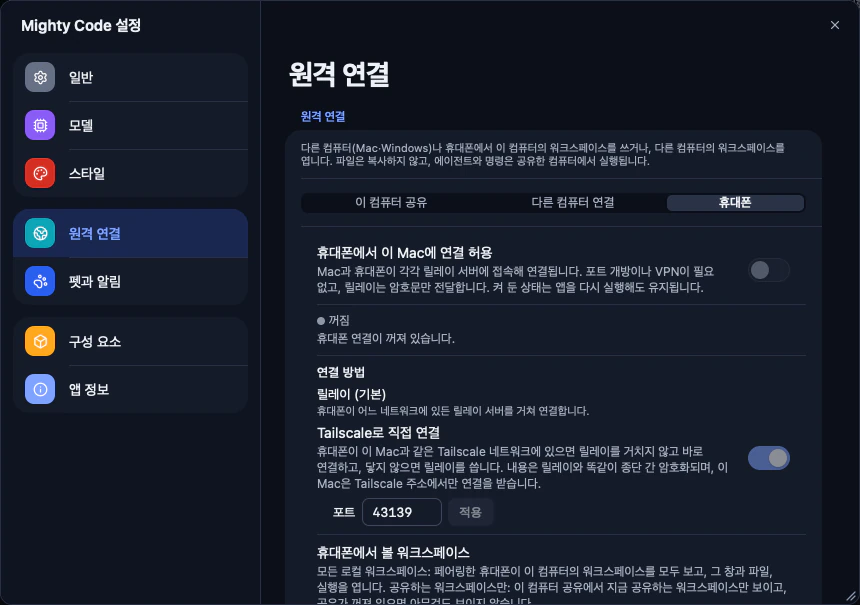 Mighty Code 설정
일반
모델
스타일
원격 연결
펫과 알림
구성 요소
앱 정보
원격 연결
원격 연결
다른 컴퓨터(Mac·Windows)나 휴대폰에서 이 컴퓨터의 워크스페이스를 쓰거나, 다른 컴퓨터의 워크스페이스를
엽니다. 파일은 복사하지 않고, 에이전트와 명령은 공유한 컴퓨터에서 실행됩니다.
이 컴퓨터 공유 다른 컴퓨터 연결 휴대폰
휴대폰에서 이 Mac에 연결 허용
Mac과 휴대폰이 각각 릴레이 서버에 접속해 연결됩니다. 포트 개방이나 VPN이 필요
없고, 릴레이는 암호문만 전달합니다. 켜 둔 상태는 앱을 다시 실행해도 유지됩니다.
꺼짐
휴대폰 연결이 꺼져 있습니다.
연결 방법
릴레이 (기본)
휴대폰이 어느 네트워크에 있든 릴레이 서버를 거쳐 연결합니다.
Tailscale로 직접 연결
휴대폰이 이 Mac과 같은 Tailscale 네트워크에 있으면 릴레이를 거치지 않고 바로
연결하고, 닿지 않으면 릴레이를 씁니다. 내용은 릴레이와 똑같이 종단 간 암호화되며, 이
Mac은 Tailscale 주소에서만 연결을 받습니다.
포트 43139 적용
휴대폰에서 볼 워크스페이스
모든 로컬 워크스페이스: 페어링한 휴대폰이 이 컴퓨터의 워크스페이스를 모두 보고, 그 창과 파일,
실행을 엽니다. 공유하는 워크스페이스만: 이 컴퓨터 공유에서 지금 공유하는 워크스페이스만 보이고,
공유가 꺼져 있으면 아무것도 보이지 않습니다.